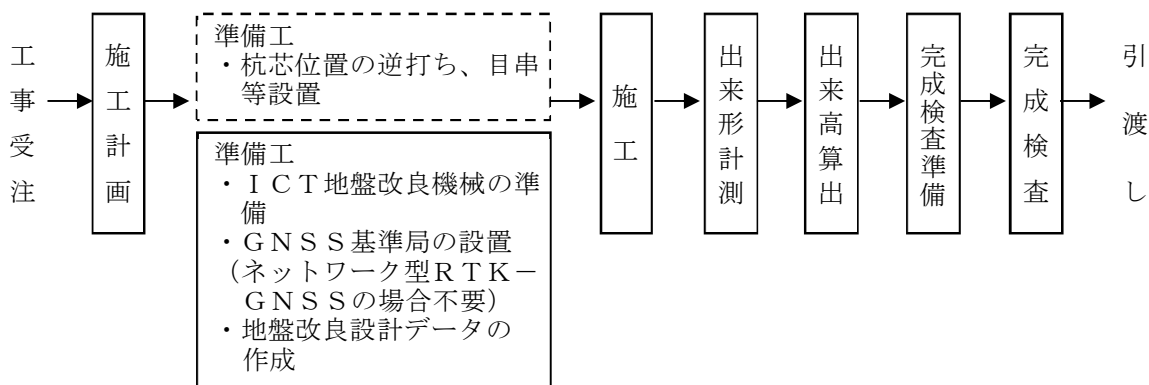 工事受注
施工計画
準備工
・杭芯位置の逆打ち、目串
等設置
準備工
・ＩＣＴ地盤改良機械の準
備
・ＧＮＳＳ基準局の設置
（ネットワーク型ＲＴＫ－
ＧＮＳＳの場合不要）
・地盤改良設計データの
作成
施工
出来形計測
出来高算出
完成検査準備
完成検査
引渡し